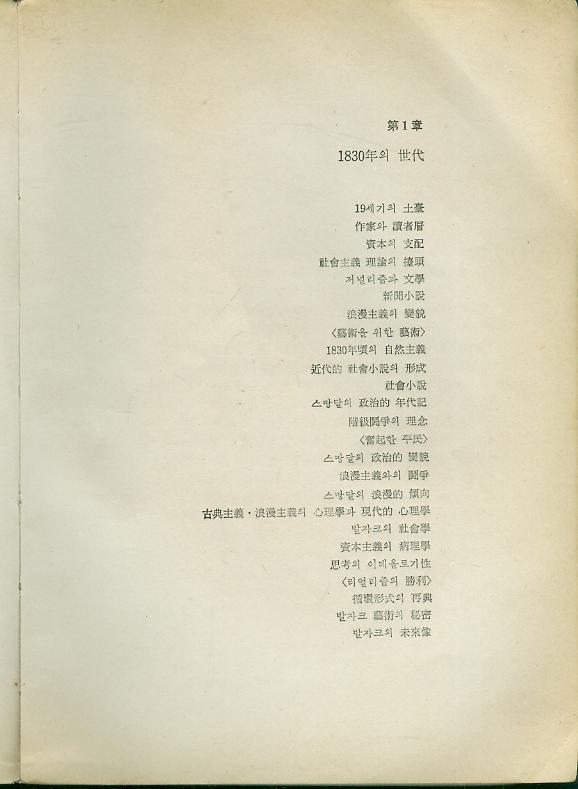 第1章
1830年의 世代
19세기의 土臺
作家와 讀者層
資本의 支配
社會主義 理論의 擡頭
저널리즘과 文學
新聞小說
浪漫主義의 變貌
〈藝術을 위한 藝術〉
1830年頃의 自然主義
近代的 社會小說의 形成
社會小說
스땅달의 政治的 年代記
階級鬪爭의 理念
〈奮起한 平民〉
스땅달의 政治的 變貌
浪漫主義와의 鬪爭
스땅달의 浪漫的 傾向
古典主義·浪漫主義의 心理學과 現代的 心理學
발자크의 社會學
資本主義의 病理學
思考의 이데올로기性
〈리얼리즘의 勝利〉
循環形式의 再興
발자크 藝術의 秘密
발자크의 未來像